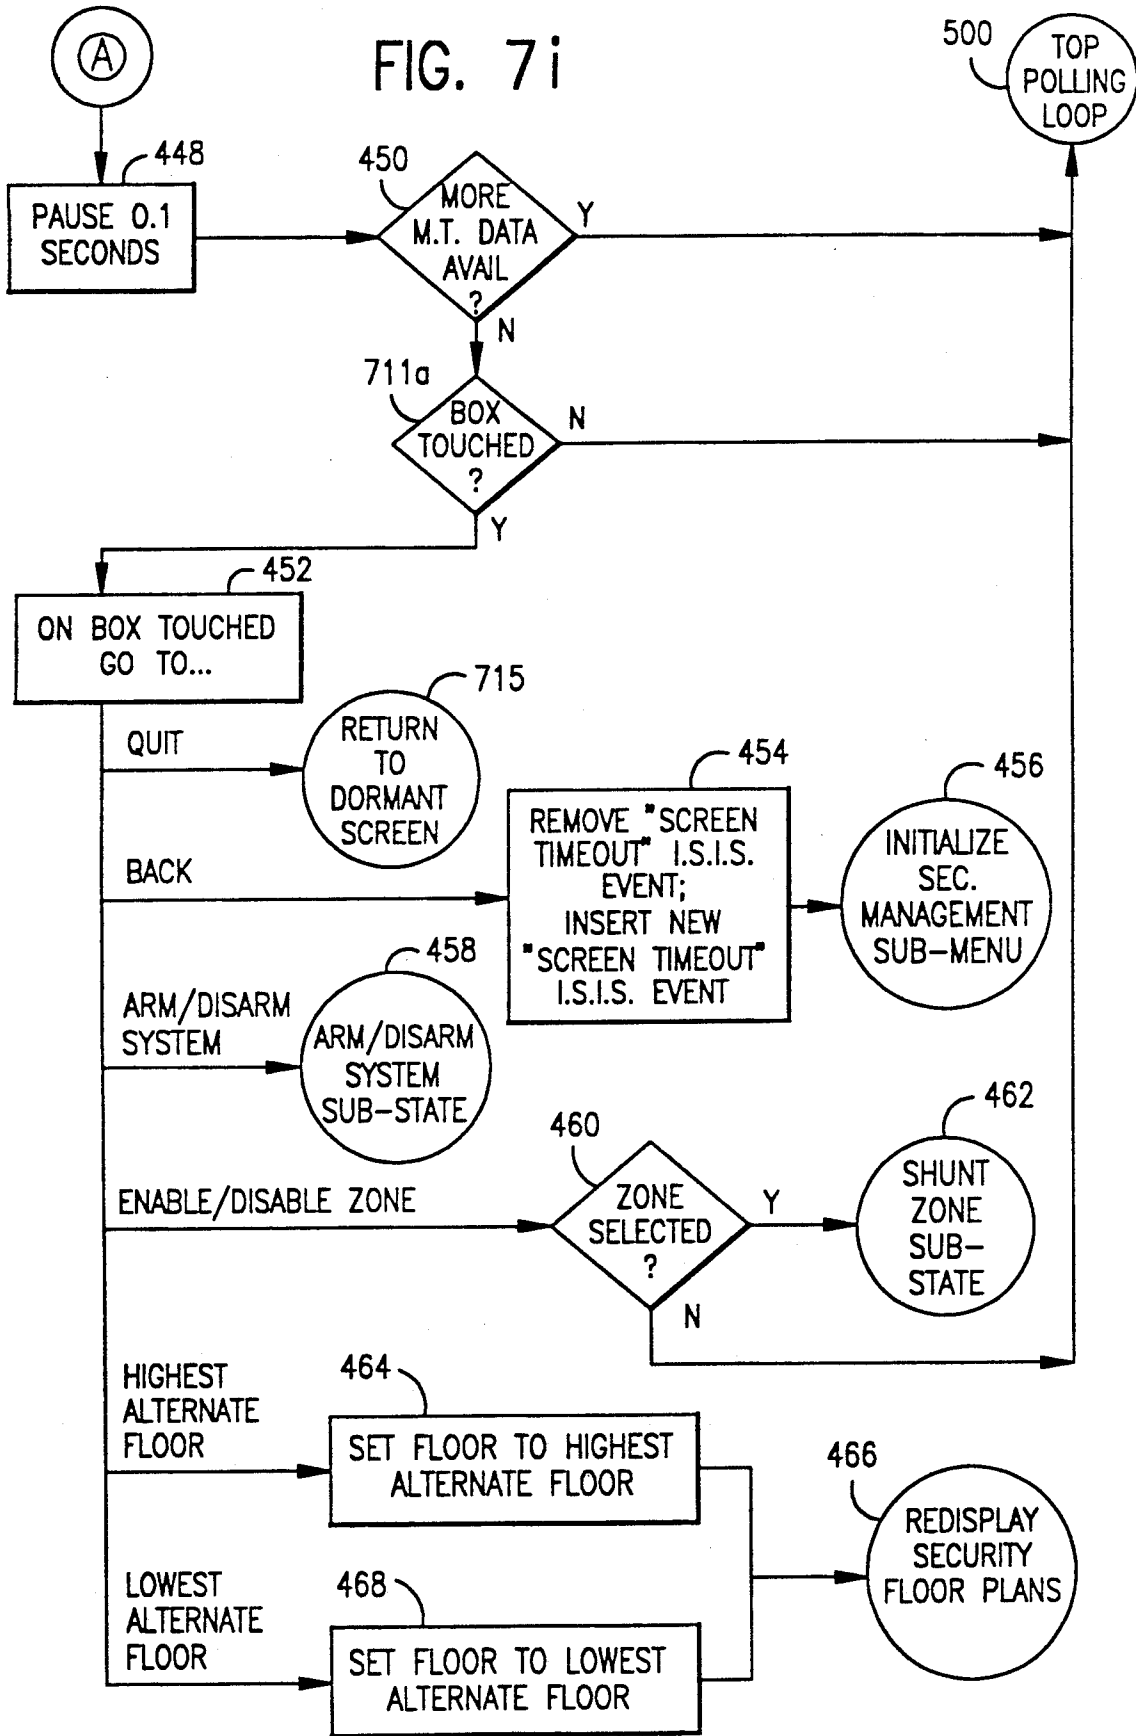 A
FIG. 7i
500
TOP
POLLING
LOOP
448
PAUSE 0.1
SECONDS
450
MORE
M.T. DATA
AVAIL
?
Y
N
711a
BOX
TOUCHED
?
N
Y
452
ON BOX TOUCHED
GO TO...
QUIT
715
RETURN
TO
DORMANT
SCREEN
BACK
454
REMOVE "SCREEN
TIMEOUT" I.S.I.S.
EVENT;
INSERT NEW
"SCREEN TIMEOUT"
I.S.I.S. EVENT
456
INITIALIZE
SEC.
MANAGEMENT
SUB-MENU
ARM/DISARM
SYSTEM
458
ARM/DISARM
SYSTEM
SUB-STATE
ENABLE/DISABLE ZONE
460
ZONE
SELECTED
?
Y
N
462
SHUNT
ZONE
SUB-
STATE
HIGHEST
ALTERNATE
FLOOR
464
SET FLOOR TO HIGHEST
ALTERNATE FLOOR
466
REDISPLAY
SECURITY
FLOOR PLANS
LOWEST
ALTERNATE
FLOOR
468
SET FLOOR TO LOWEST
ALTERNATE FLOOR